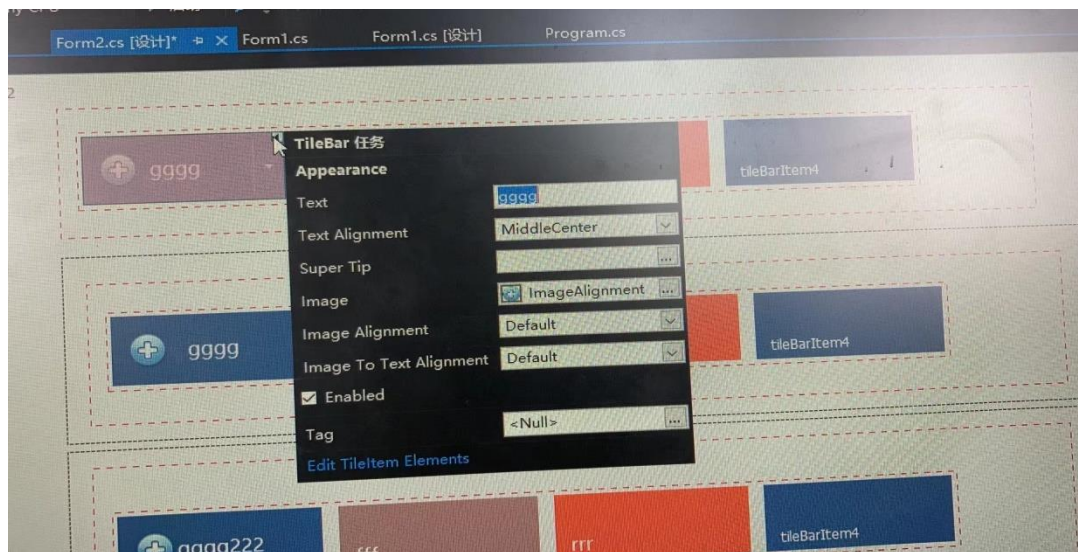 Form2.cs [设计]* Form1.cs Form1.cs [设计] Program.cs
2
gggg
TileBar 任务
Appearance
Text gggg
Text Alignment MiddleCenter
Super Tip ...
Image ImageAlignment ...
Image Alignment Default
Image To Text Alignment Default
Enabled
Tag <Null> ...
Edit TileItem Elements
tileBarItem4
gggg
tileBarItem4
gggg222
rrr
rrr
tileBarItem4